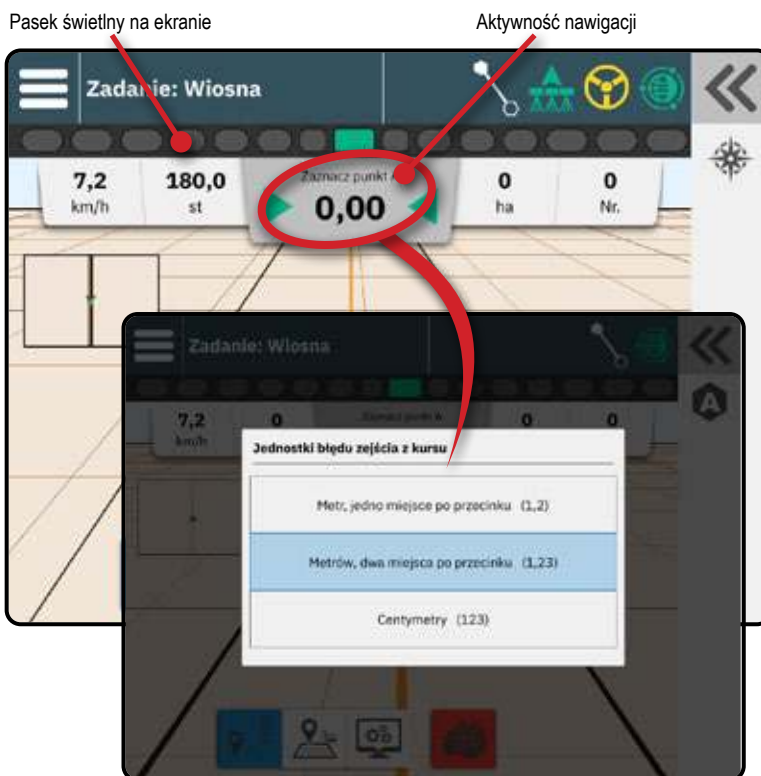 Pasek świetlny na ekranie
Aktywność nawigacji
Zadanie: Wiosna
7,2 180,0 Zaznacz punkt 0 0
km/h st 0,00 ha Nr.
Zadanie: Wiosna
7,2 0 Zaznacz punkt A 0 0
km/h
Jednostki błędu zejścia z kursu
Metr, jedno miejsce po przecinku (1,2)
Metrów, dwa miejsca po przecinku (1,23)
Centymetry (123)
A